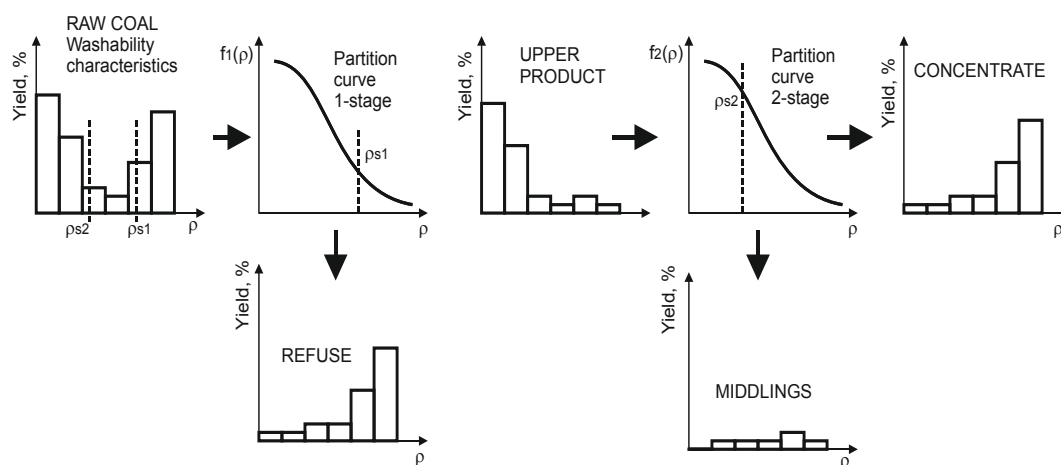 RAW COAL
Washability
characteristics
Yield, %
ρs2
ρs1
ρ
f1(ρ)
Partition
curve
1-stage
ρs1
ρ
Yield, %
UPPER
PRODUCT
ρ
f2(ρ)
Partition
curve
2-stage
ρs2
ρ
Yield, %
CONCENTRATE
ρ
Yield, %
REFUSE
ρ
Yield, %
MIDDLINGS
ρ